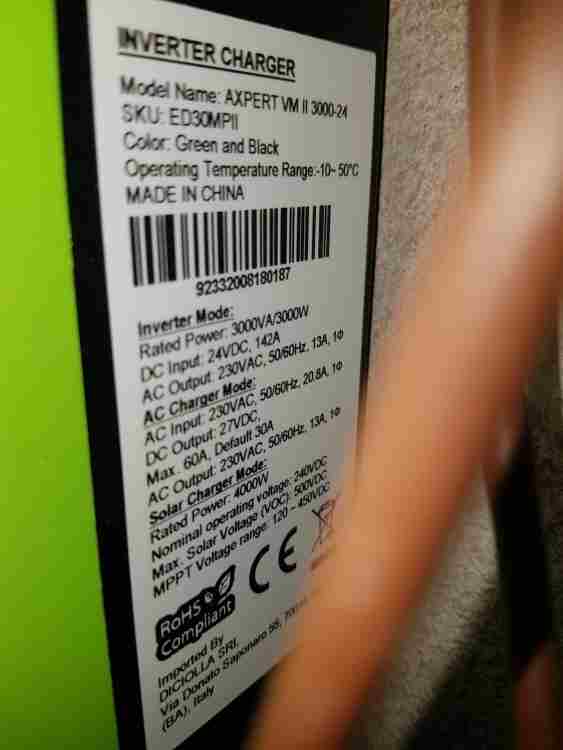 INVERTER CHARGER
Model Name: AXPERT VM II 3000-24
SKU: ED30MPII
Color: Green and Black
Operating Temperature Range:-10~ 50°C
MADE IN CHINA
92332008180187
Inverter Mode:
Rated Power: 3000VA/3000W
DC Input: 24VDC, 142A
AC Output: 230VAC, 50/60Hz, 13A, 1Φ
AC Charger Mode:
AC Input: 230VAC, 50/60Hz, 20.8A, 1Φ
DC Output: 27VDC,
Max. 60A, Default 30A
AC Output: 230VAC, 50/60Hz, 13A, 1Φ
Solar Charger Mode:
Rated Power: 4000W
Nominal operating voltage: 240VDC
Max. Solar Voltage (VOC): 500VDC
MPPT Voltage range: 120 ~ 450VDC
RoHS
Compliant
CE
Imported By
DICIOLLA SRL
Via Donato Saponaro 55,
(BA), Italy